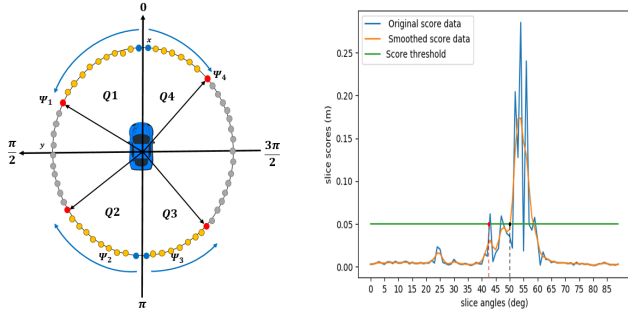 0
x
Ψ1
Ψ4
Q1
Q4
y
π
2
3π
2
Q2
Q3
Ψ2
Ψ3
π
Original score data
Smoothed score data
Score threshold
slice scores (m)
0.25
0.20
0.15
0.10
0.05
0.00
0 5 10 15 20 25 30 35 40 45 50 55 60 65 70 75 80 85
slice angles (deg)